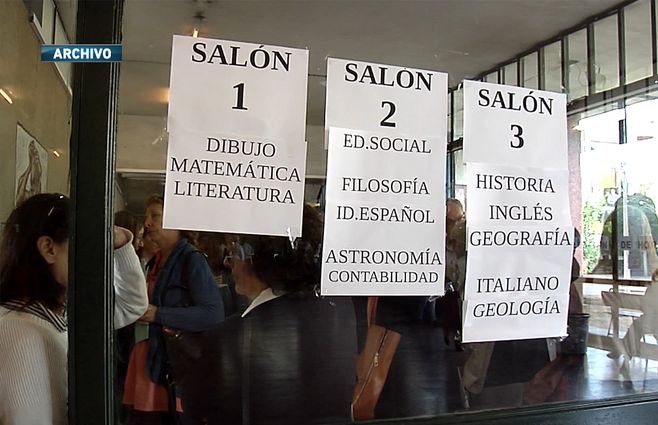 ARCHIVO
SALÓN
1
DIBUJO
MATEMÁTICA
LITERATURA
SALÓN
2
ED.SOCIAL
FILOSOFÍA
ID.ESPAÑOL
ASTRONOMÍA
CONTABILIDAD
SALÓN
3
HISTORIA
INGLÉS
GEOGRAFÍA
ITALIANO
GEOLOGÍA